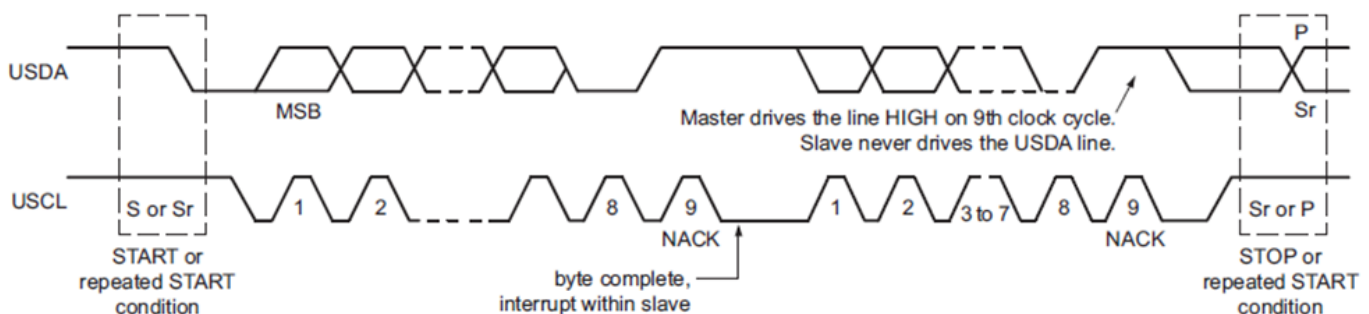 USDA
MSB
P
Sr
Master drives the line HIGH on 9th clock cycle.
Slave never drives the USDA line.
USCL
S or Sr
1
2
8
9
1
2
3 to 7
8
9
Sr or P
NACK
NACK
START or
repeated START
condition
byte complete,
interrupt within slave
STOP or
repeated START
condition